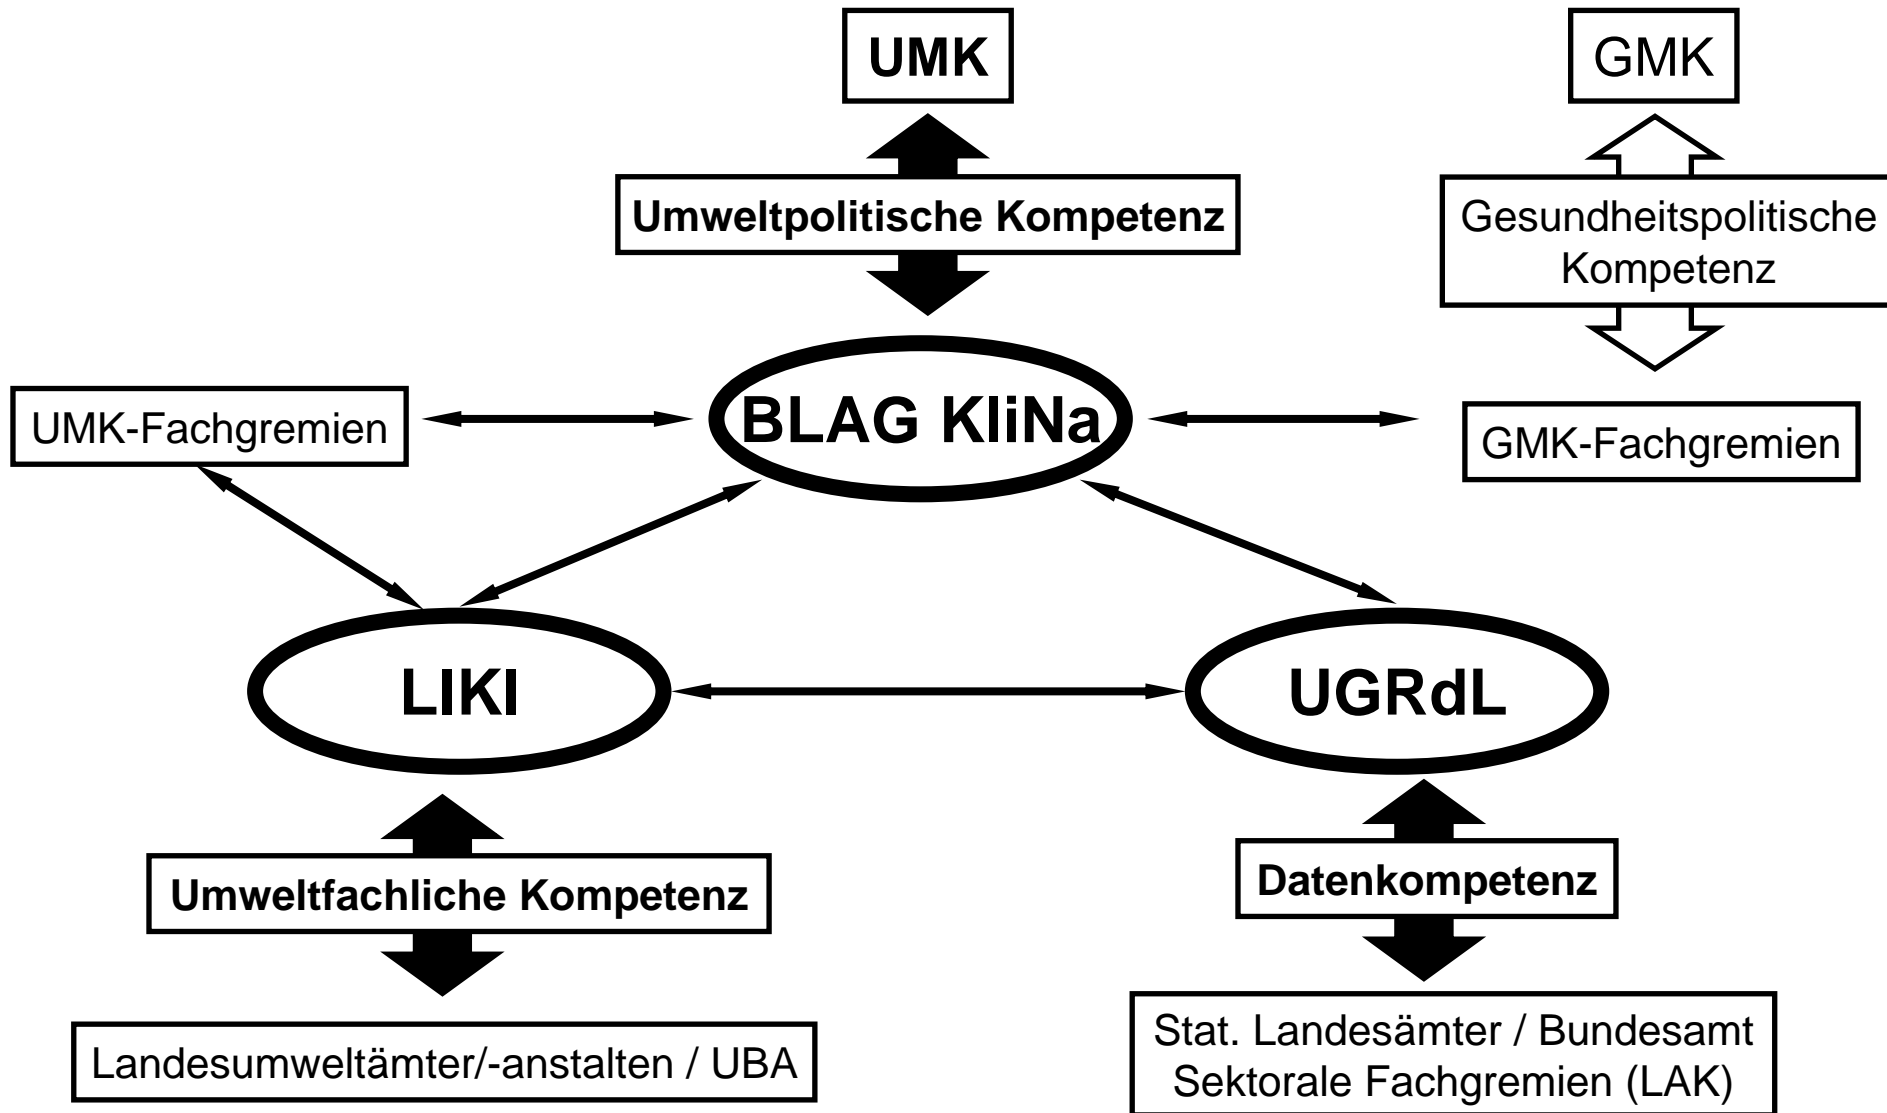 UMK
GMK
Umweltpolitische Kompetenz
Gesundheitspolitische
Kompetenz
UMK-Fachgremien
BLAG KliNa
GMK-Fachgremien
LIKI
UGRdL
Umweltfachliche Kompetenz
Datenkompetenz
Landesumweltämter/-anstalten / UBA
Stat. Landesämter / Bundesamt
Sektorale Fachgremien (LAK)